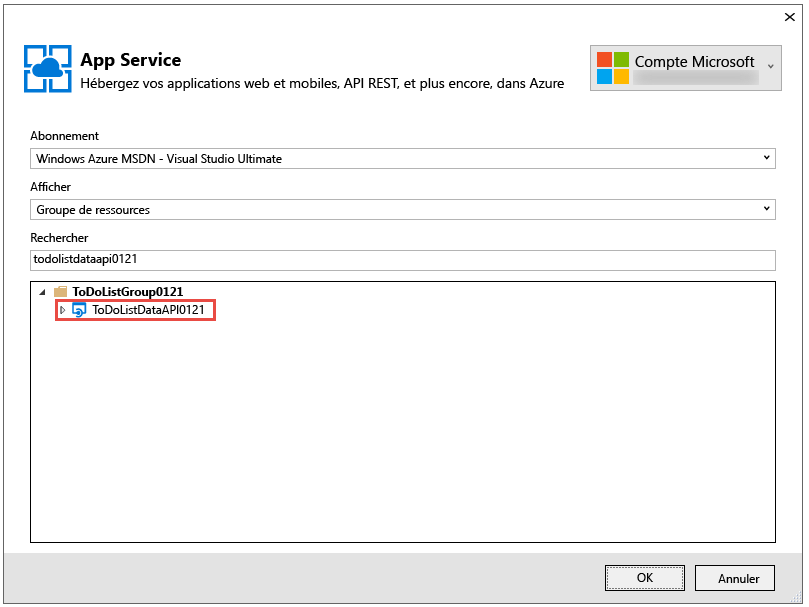 App Service
Hébergez vos applications web et mobiles, API REST, et plus encore, dans Azure
Compte Microsoft
Abonnement
Windows Azure MSDN - Visual Studio Ultimate
Afficher
Groupe de ressources
Rechercher
todolistdataapi0121
ToDoListGroup0121
ToDoListDataAPI0121
OK
Annuler